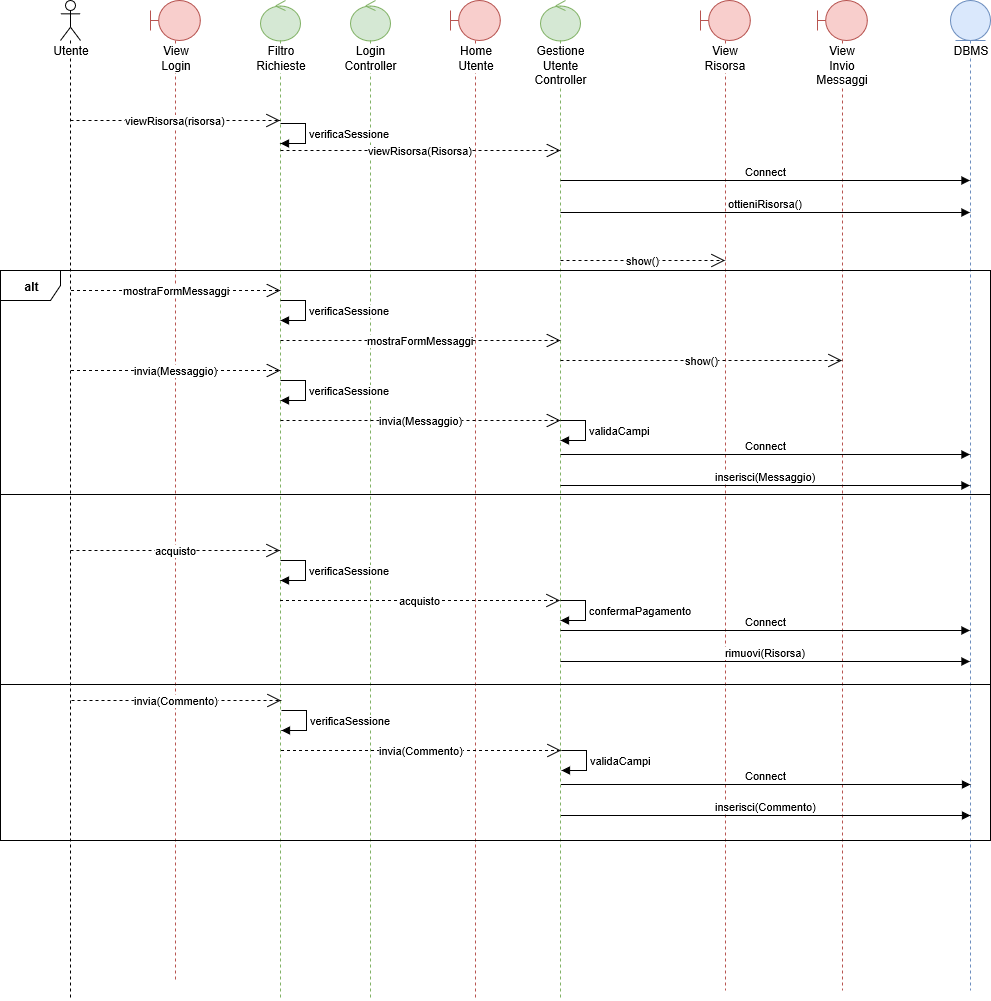 Utente
View
Login
Filtro
Richieste
Login
Controller
Home
Utente
Gestione
Utente
Controller
View
Risorsa
View
Invio
Messaggi
DBMS
viewRisorsa(risorsa)
verificaSessione
viewRisorsa(Risorsa)
Connect
ottieniRisorsa()
show()
alt
mostraFormMessaggi
verificaSessione
mostraFormMessaggi
show()
invia(Messaggio)
verificaSessione
invia(Messaggio)
validaCampi
Connect
inserisci(Messaggio)
acquisto
verificaSessione
acquisto
confermaPagamento
Connect
rimuovi(Risorsa)
invia(Commento)
verificaSessione
invia(Commento)
validaCampi
Connect
inserisci(Commento)